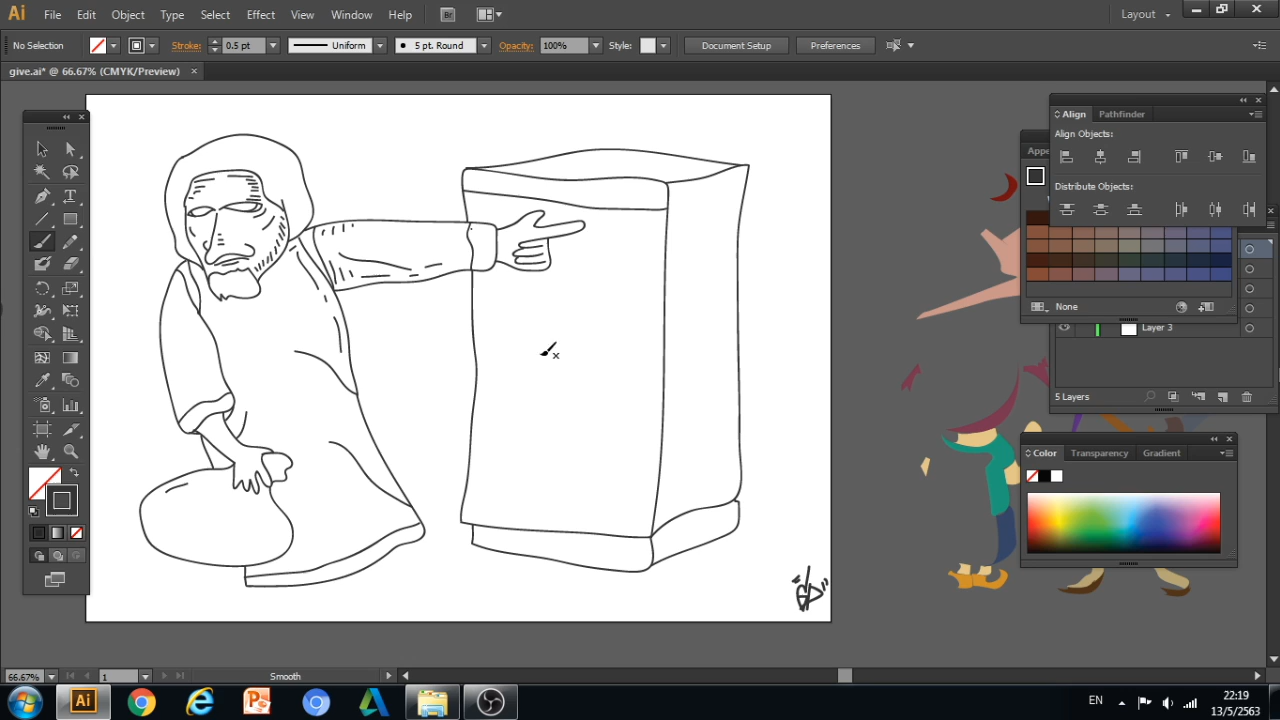 Ai File Edit Object Type Select Effect View Window Help Br Layout
No Selection Stroke: 0.5 pt Uniform 5 pt. Round Opacity: 100% Style: Document Setup Preferences
give.ai* @ 66.67% (CMYK/Preview)
Align Pathfinder
Align Objects:
Appe
Distribute Objects:
None
Layer 3
5 Layers
Color Transparency Gradient
66.67% 1 Smooth
Ai EN 22:19
13/5/2563